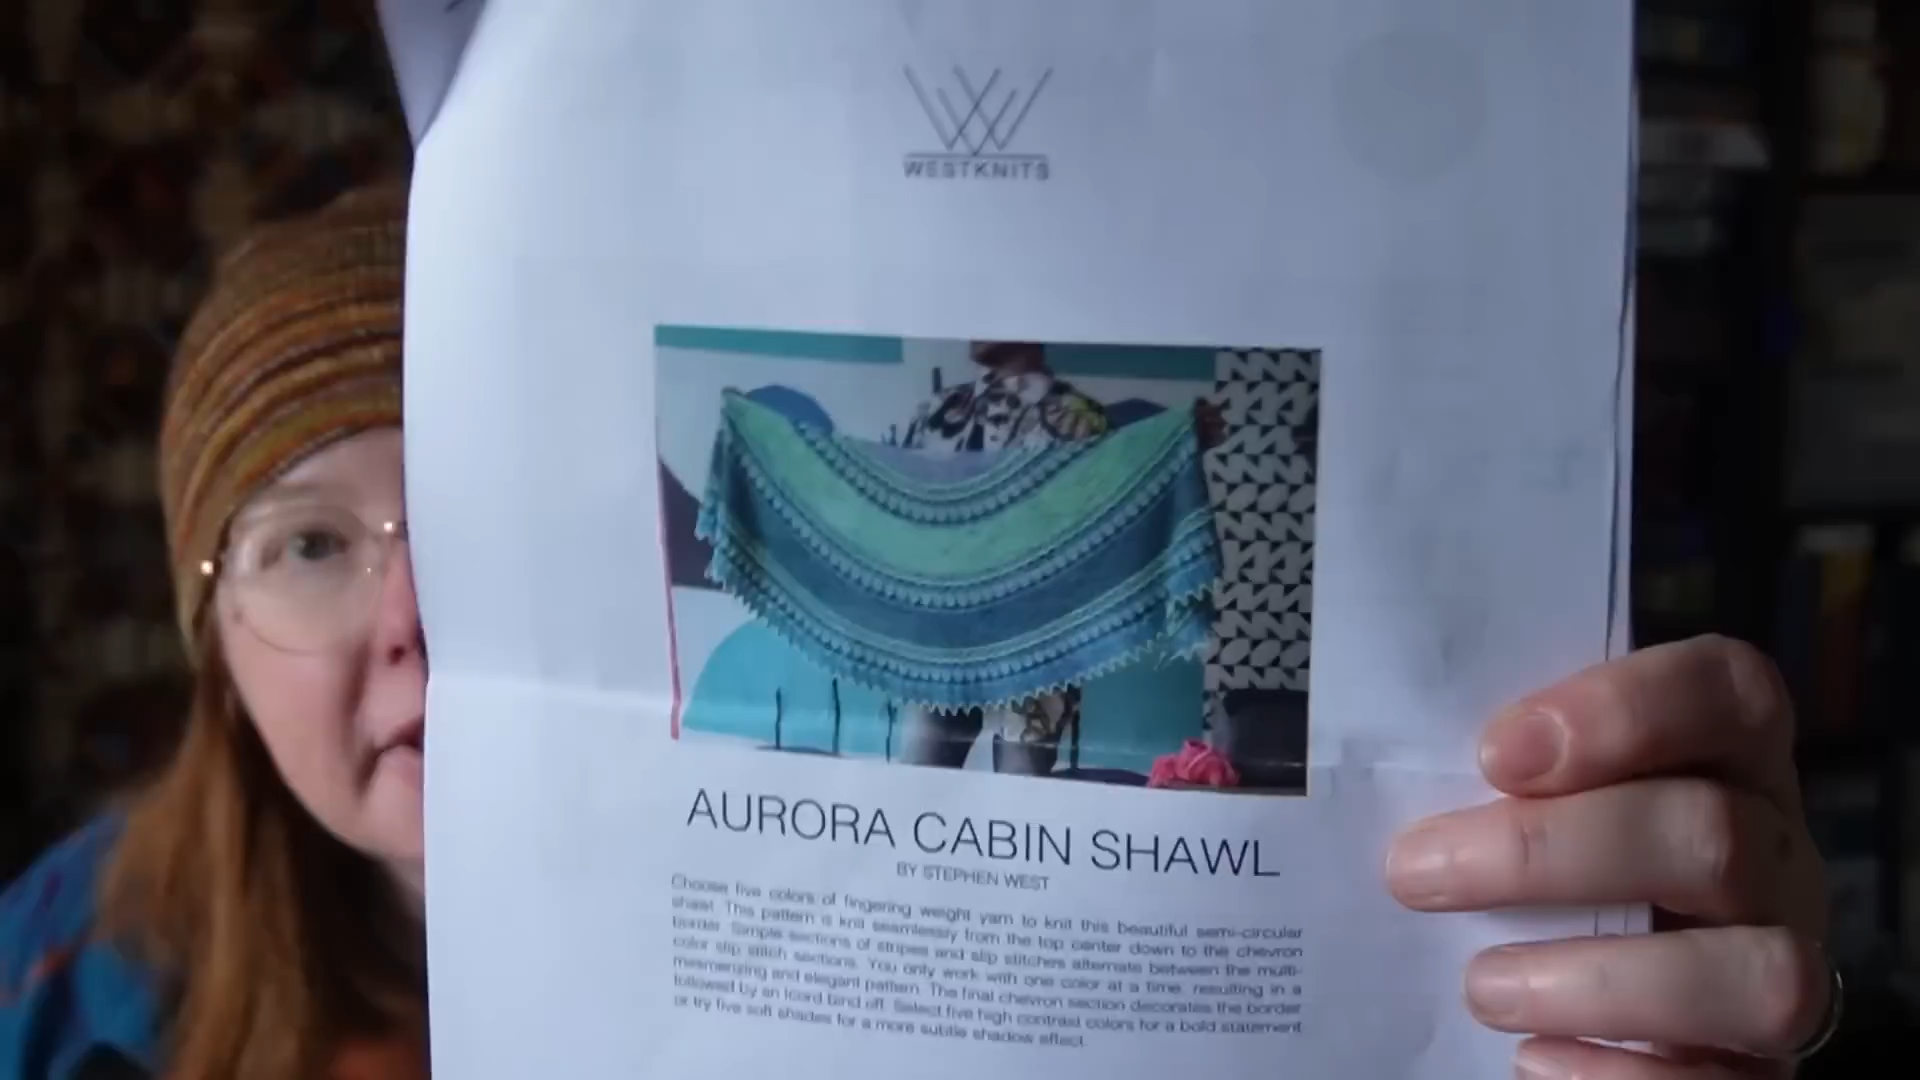 WESTKNITS
AURORA CABIN SHAWL
BY STEPHEN WEST
Choose five colors of fingering weight yarn to knit this beautiful semi-circular
shawl. This pattern is knit seamlessly from the top center down to the chevron
border. Simple sections of stripes and slip stitches alternate between the multi-
color slip stitch sections. You only work with one color at a time, resulting in a
mesmerizing and elegant pattern. The final chevron section decorates the border
followed by an Icord bind off. Select five high contrast colors for a bold statement
or try five soft shades for a more subtle shadow effect.